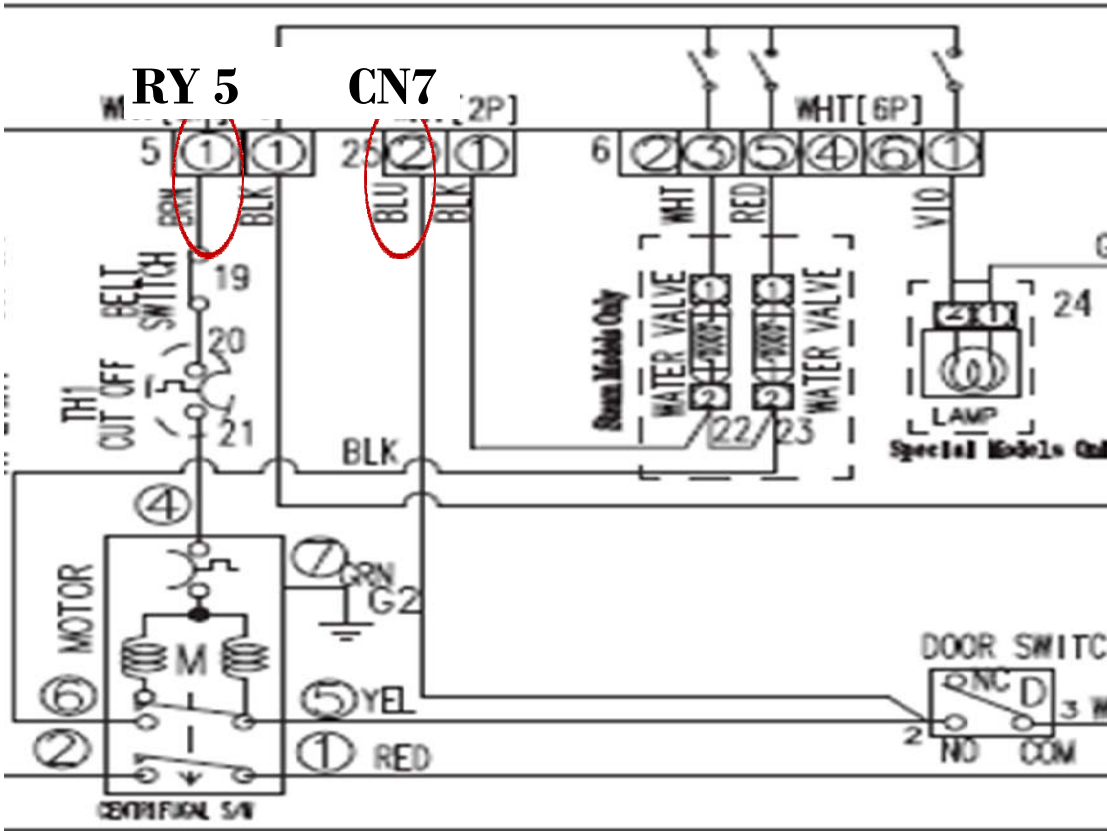 RY 5 CN7
[2P] WHT[6P]
5 1 1 25 2 1 6 2 3 5 4 6 1
BRN BLK BLU BLK WHT RED VIO
BELT SWITCH 19
20
TH1 CUT OFF
21
Steam Models Only
WATER VALVE 1 1 WATER VALVE
2 2
22 23
2 1 24
LAMP
Special Models
BLK
4
MOTOR
7 GRN
G2
M
6 5 YEL
2 1 RED
CENTRIFUGAL S/W
DOOR SWITC
NC D
2 3 W
NO COM